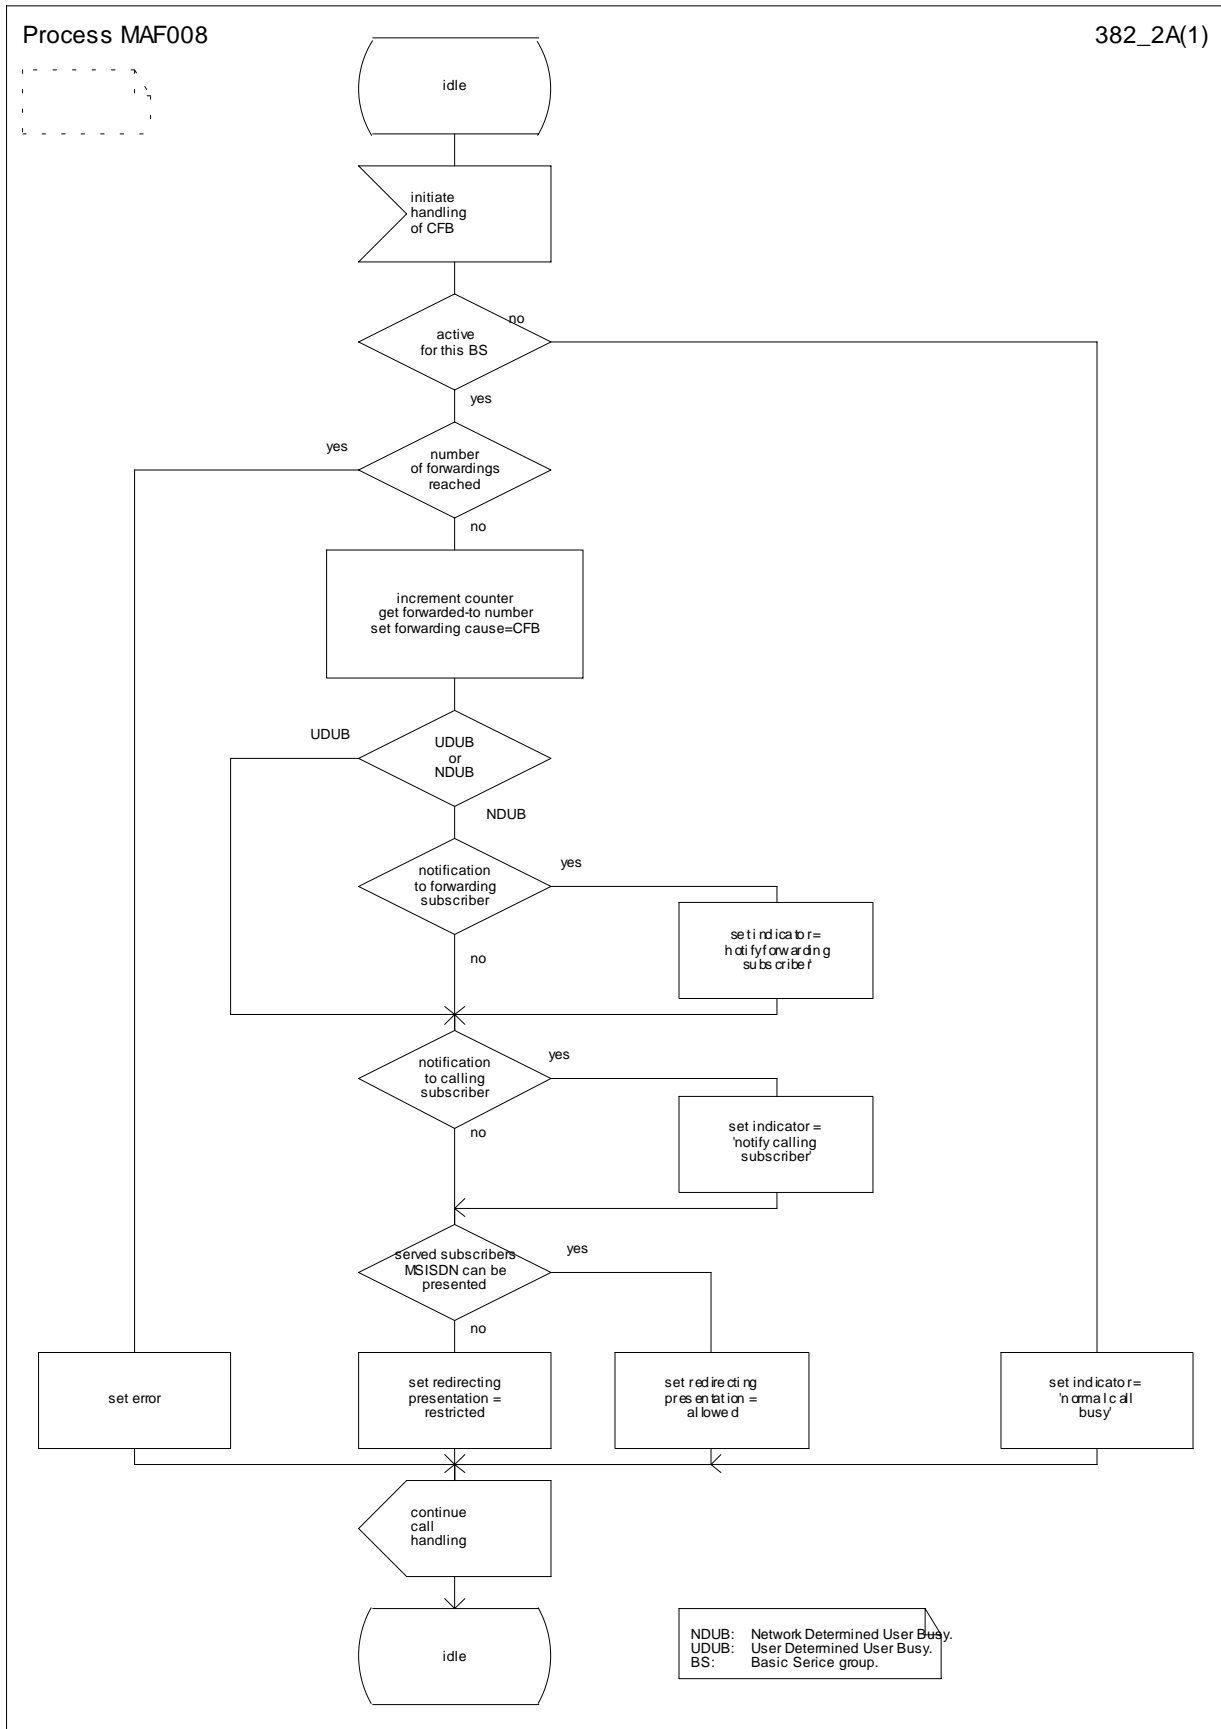 Process MAF008
382_2A(1)
idle
initiate
handling
of CFB
active
for this BS
no
yes
number
of forwardings
reached
yes
no
increment counter
get forwarded-to number
set forwarding cause=CFB
UDUB
or
NDUB
UDUB
NDUB
notification
to forwarding
subscriber
yes
no
set indicator=
'notify forwarding
subscriber'
notification
to calling
subscriber
yes
no
set indicator =
'notify calling
subscriber'
served subscribers
MSISDN can be
presented
yes
no
set error
set redirecting
presentation =
restricted
set redirecting
presentation =
allowed
set indicator=
'normal call
busy'
continue
call
handling
idle
NDUB: Network Determined User Busy.
UDUB: User Determined User Busy.
BS: Basic Serice group.